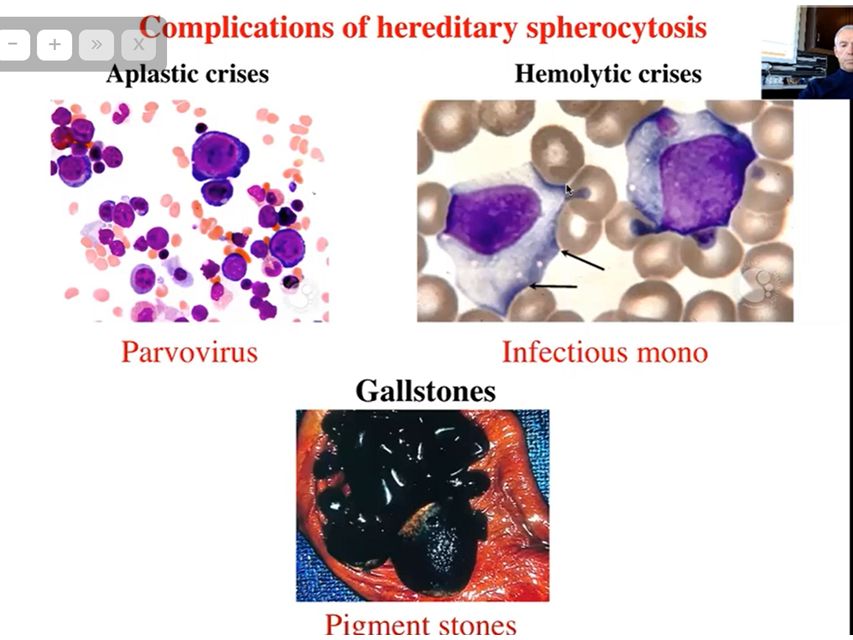 Complications of hereditary spherocytosis
Aplastic crises
Hemolytic crises
Parvovirus
Infectious mono
Gallstones
Pigment stones